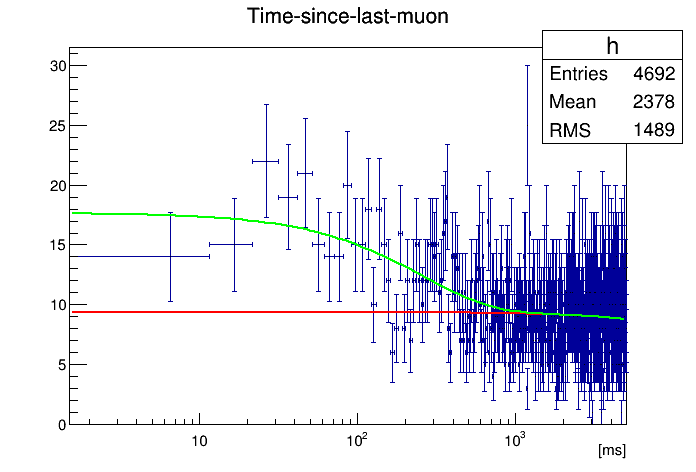 Time-since-last-muon
h
Entries 4692
Mean 2378
RMS 1489
30
25
20
15
10
5
0
10 10² 10³
[ms]